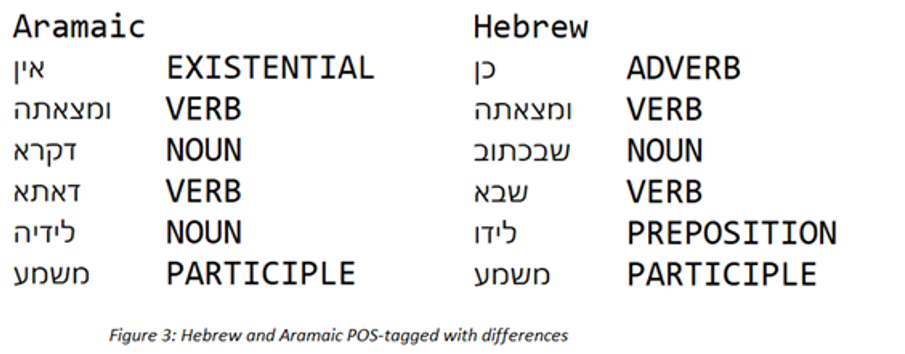 Aramaic Hebrew
אין EXISTENTIAL כן ADVERB
ומצאתה VERB ומצאתה VERB
דקרא NOUN שבכתוב NOUN
דאתא VERB שבא VERB
לידיה NOUN לידו PREPOSITION
משמע PARTICIPLE משמע PARTICIPLE
Figure 3: Hebrew and Aramaic POS-tagged with differences